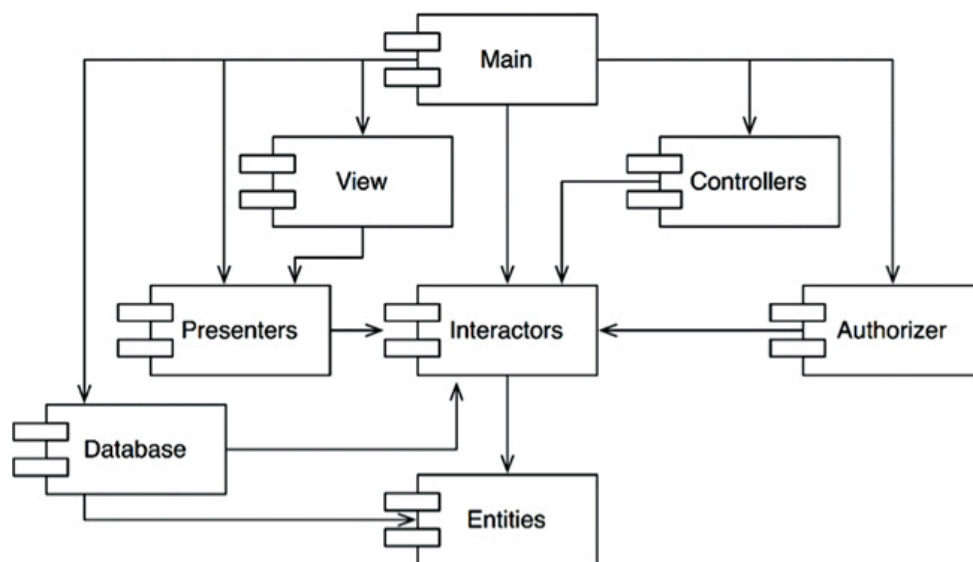 Main
View
Controllers
Presenters
Interactors
Authorizer
Database
Entities